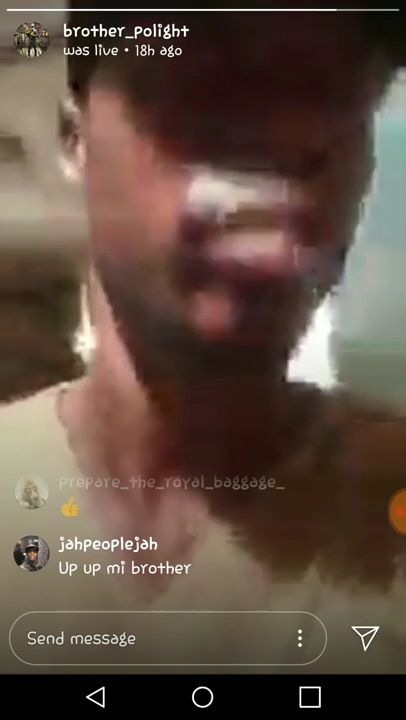 brother_polight
was live • 18h ago
prepare_the_royal_baggage_
👍
jahpeoplejah
Up up mi brother
Send message